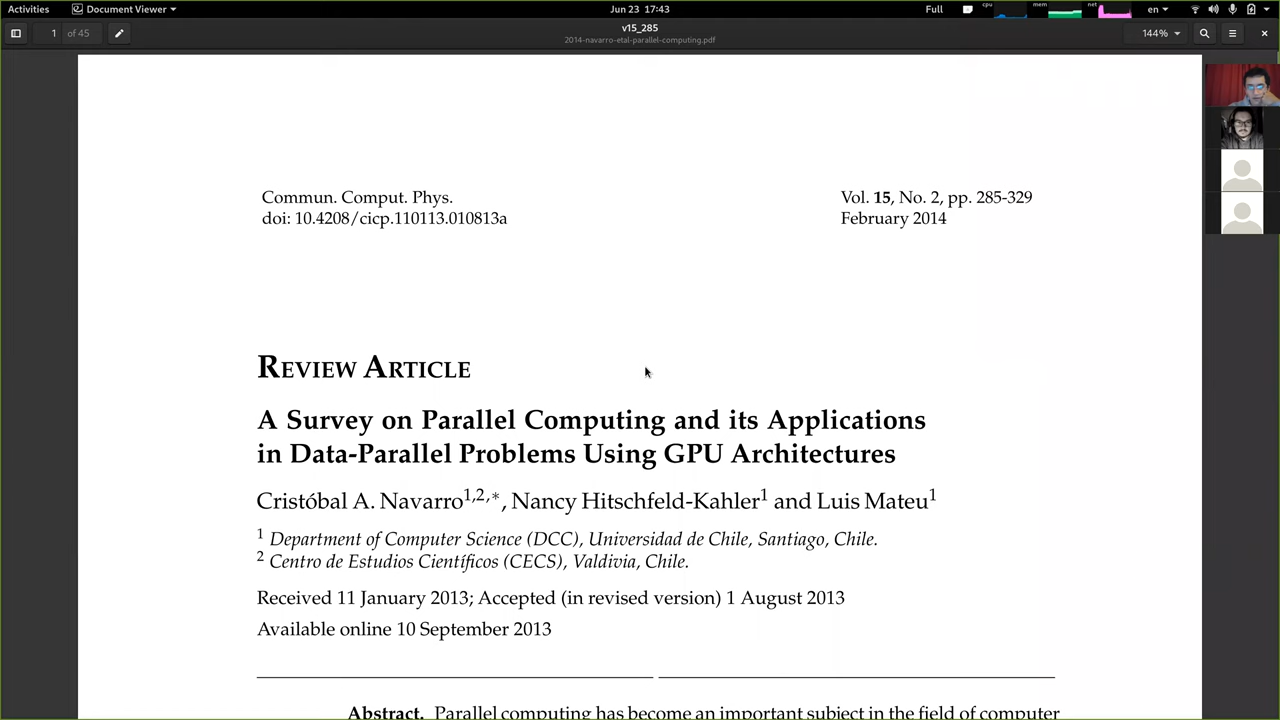 Activities Document Viewer Jun 23 17:43 Full cpu mem net en
1 of 45 v15_285 144%
2014-navarro-etal-parallel-computing.pdf
Commun. Comput. Phys. Vol. 15, No. 2, pp. 285-329
doi: 10.4208/cicp.110113.010813a February 2014
REVIEW ARTICLE
A Survey on Parallel Computing and its Applications
in Data-Parallel Problems Using GPU Architectures
Cristóbal A. Navarro1,2,∗, Nancy Hitschfeld-Kahler1 and Luis Mateu1
1 Department of Computer Science (DCC), Universidad de Chile, Santiago, Chile.
2 Centro de Estudios Científicos (CECS), Valdivia, Chile.
Received 11 January 2013; Accepted (in revised version) 1 August 2013
Available online 10 September 2013
Abstract. Parallel computing has become an important subject in the field of computer